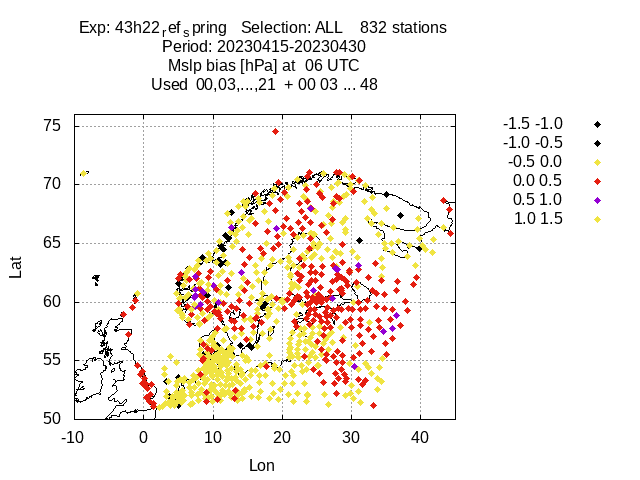 Exp: 43h22ref_spring Selection: ALL 832 stations
Period: 20230415-20230430
Mslp bias [hPa] at 06 UTC
Used 00,03,...,21 + 00 03 ... 48
-1.5 -1.0
-1.0 -0.5
-0.5 0.0
0.0 0.5
0.5 1.0
1.0 1.5
75
70
65
60
55
50
Lat
-10 0 10 20 30 40
Lon